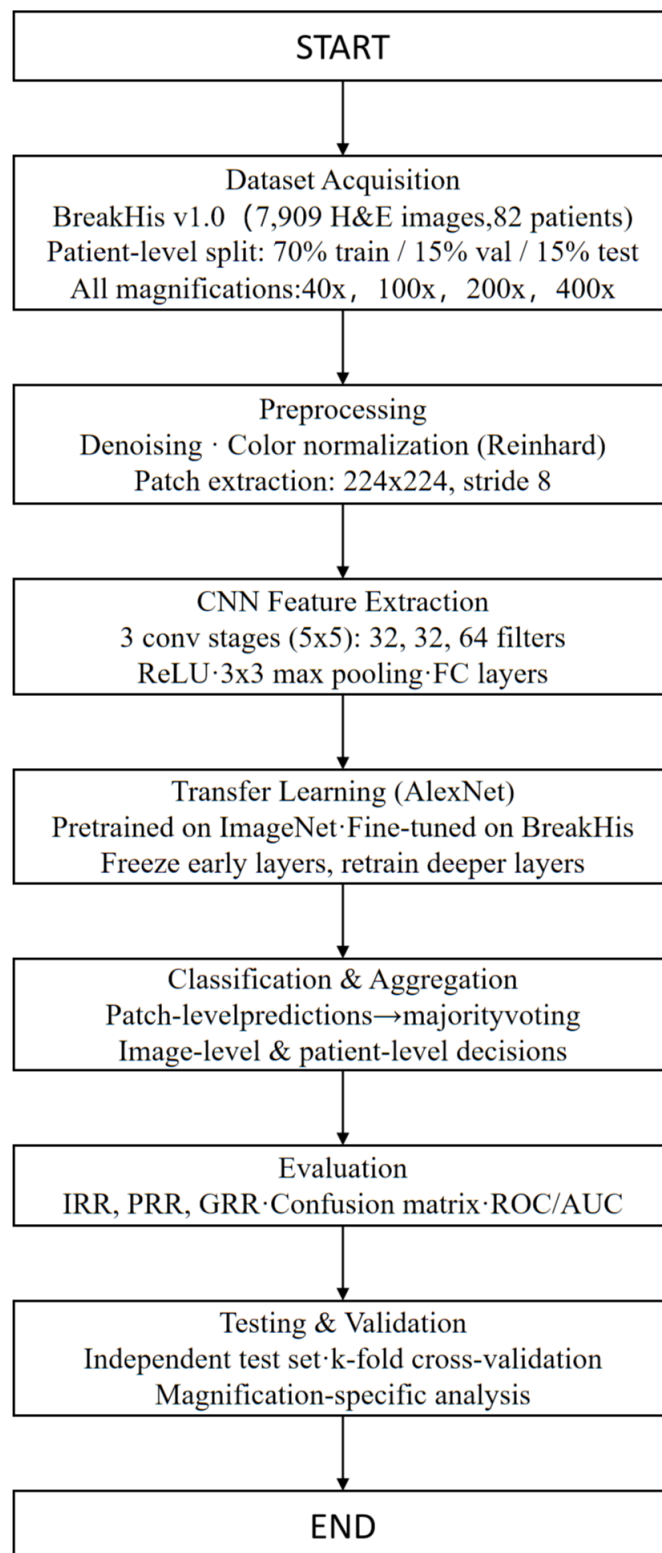 START
Dataset Acquisition
BreakHis v1.0（7,909 H&E images,82 patients)
Patient-level split: 70% train / 15% val / 15% test
All magnifications:40x， 100x， 200x， 400x
Preprocessing
Denoising · Color normalization (Reinhard)
Patch extraction: 224x224, stride 8
CNN Feature Extraction
3 conv stages (5x5): 32, 32, 64 filters
ReLU·3x3 max pooling·FC layers
Transfer Learning (AlexNet)
Pretrained on ImageNet·Fine-tuned on BreakHis
Freeze early layers, retrain deeper layers
Classification & Aggregation
Patch-levelpredictions→majorityvoting
Image-level & patient-level decisions
Evaluation
IRR, PRR, GRR·Confusion matrix·ROC/AUC
Testing & Validation
Independent test set·k-fold cross-validation
Magnification-specific analysis
END